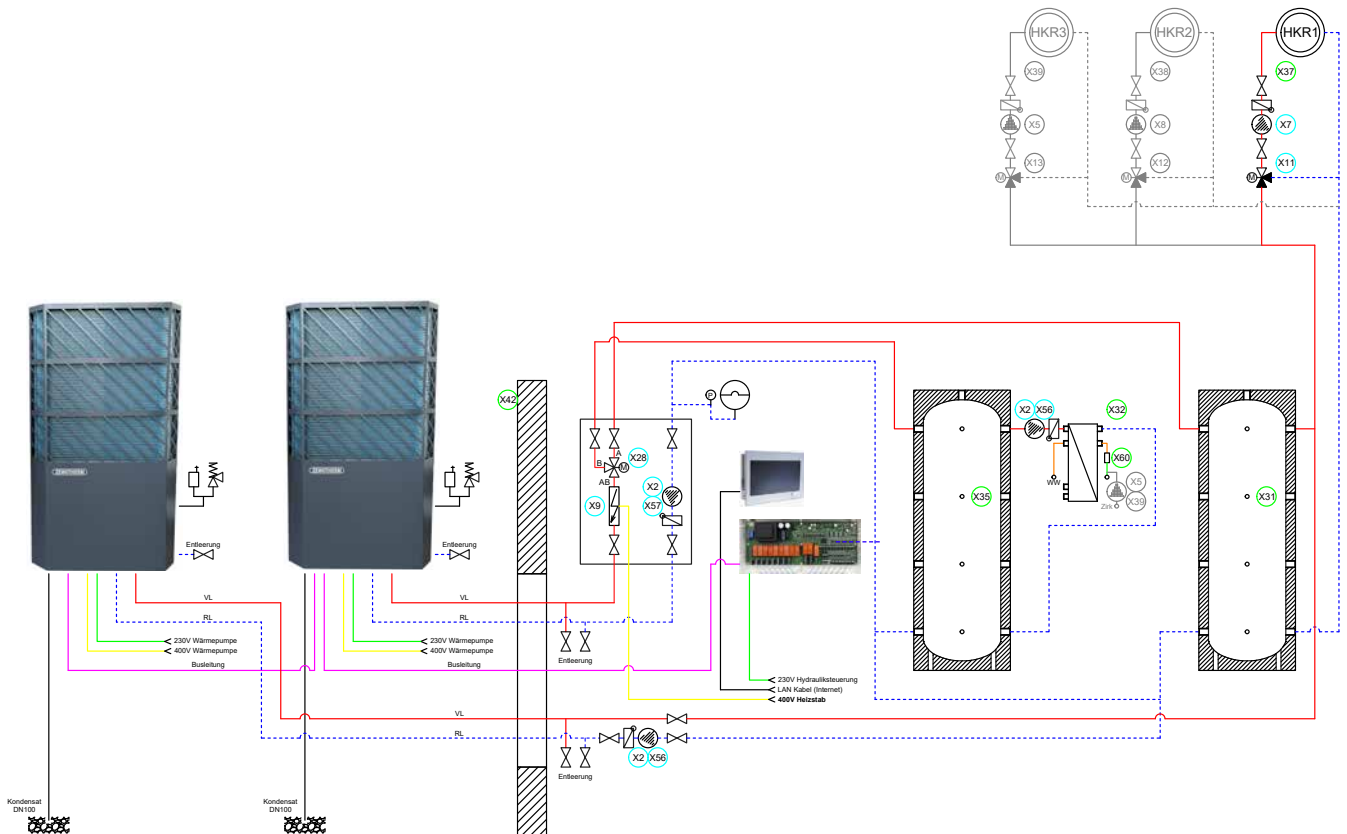 HKR3
HKR2
HKR1
X39
X38
X37
X5
X8
X7
X13
X12
X11
M
M
M
X42
P
X2
X56
X32
A
B
M
X28
AB
X60
X2
X57
X9
WW
X5
X39
Zirk
X35
X31
Entleerung
Entleerung
VL
RL
VL
RL
230V Wärmepumpe
400V Wärmepumpe
Busleitung
230V Wärmepumpe
400V Wärmepumpe
Busleitung
Entleerung
230V Hydrauliksteuerung
LAN Kabel (Internet)
400V Heizstab
VL
RL
X2
X56
Entleerung
Kondensat
DN100
Kondensat
DN100